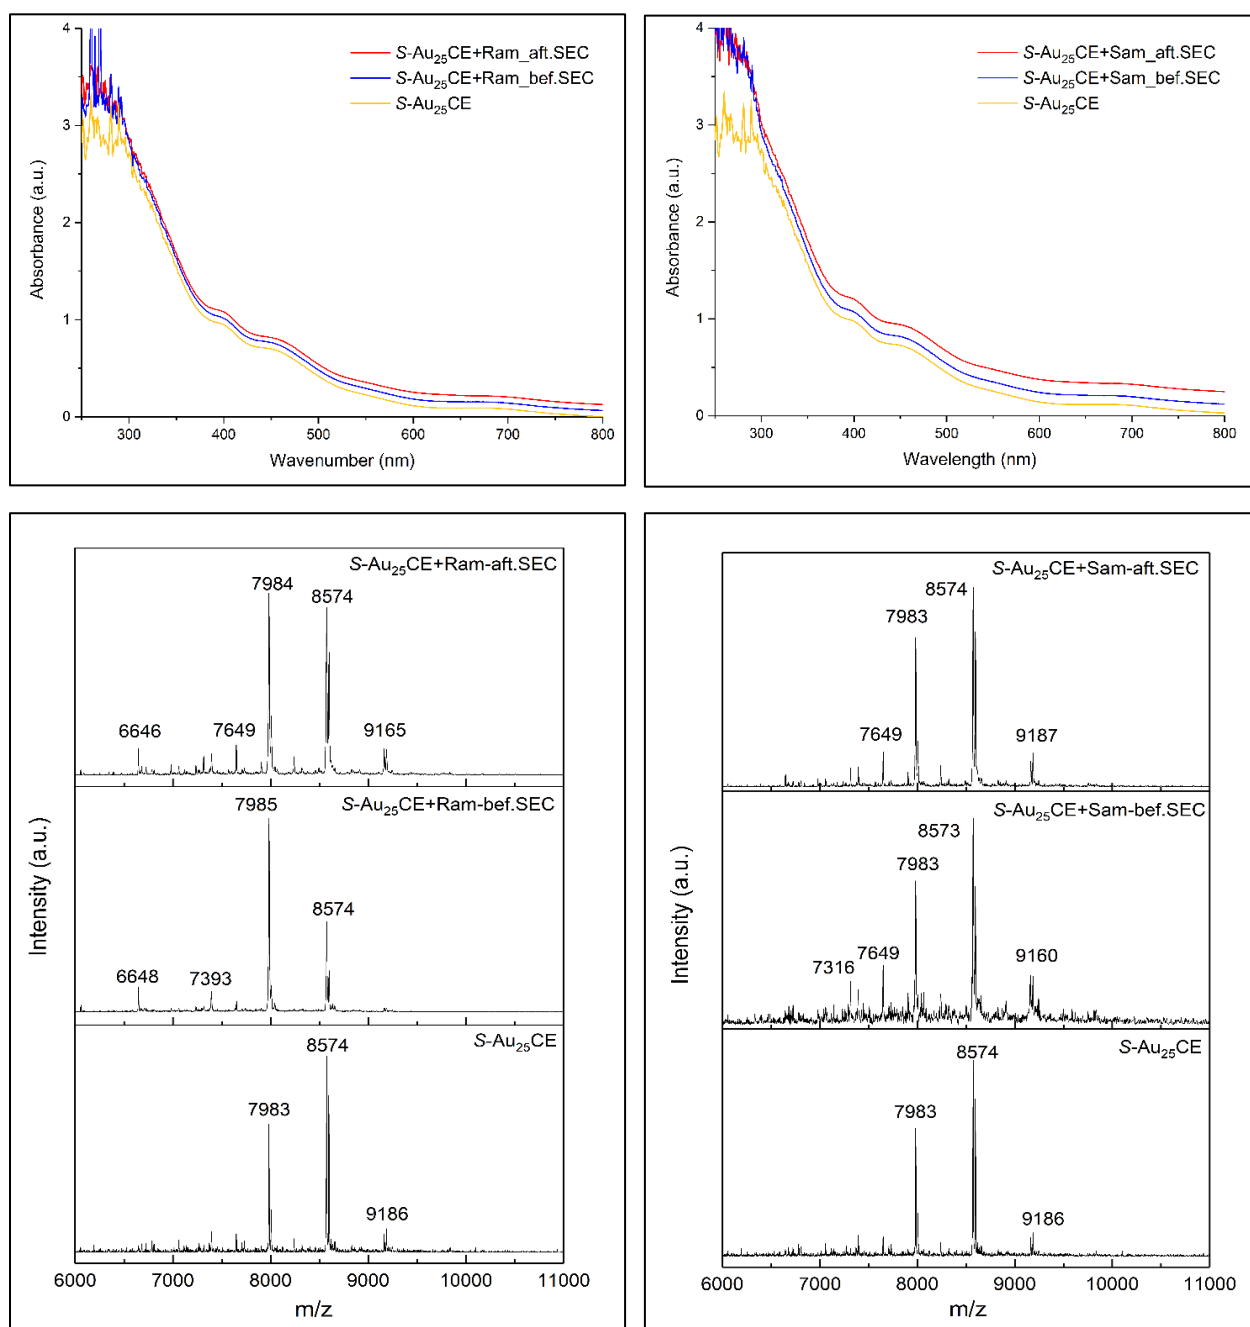 4
3
2
1
0
300
400
500
600
700
800
Absorbance (a.u.)
Wavenumber (nm)
S-Au₂₅CE+Ram_aft.SEC
S-Au₂₅CE+Ram_bef.SEC
S-Au₂₅CE
4
3
2
1
0
300
400
500
600
700
800
Absorbance (a.u.)
Wavelength (nm)
S-Au₂₅CE+Sam_aft.SEC
S-Au₂₅CE+Sam_bef.SEC
S-Au₂₅CE
S-Au₂₅CE+Ram-aft.SEC
7984
8574
6646
7649
9165
S-Au₂₅CE+Ram-bef.SEC
7985
8574
6648
7393
S-Au₂₅CE
8574
7983
9186
Intensity (a.u.)
6000
7000
8000
9000
10000
11000
m/z
S-Au₂₅CE+Sam-aft.SEC
8574
7983
7649
9187
S-Au₂₅CE+Sam-bef.SEC
8573
7983
7649
7316
9160
S-Au₂₅CE
8574
7983
9186
Intensity (a.u.)
6000
7000
8000
9000
10000
11000
m/z